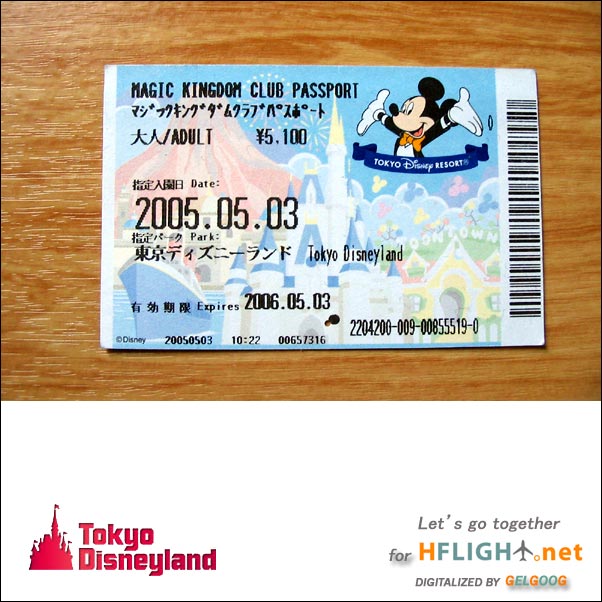 MAGIC KINGDOM CLUB PASSPORT
ﾏｼﾞｯｸｷﾝｸﾞﾀﾞﾑｸﾗﾌﾞﾊﾟｽﾎﾟｰﾄ
大人/ADULT ¥5,100
0
TOKYO Disney RESORT®
指定入園日 Date:
2005.05.03
指定パーク Park:
東京ディズニーランド Tokyo Disneyland
TOONTOWN
有効期限 Expires 2006.05.03
2204200-009-00855519-0
©Disney 20050503 10:22 00657316
Tokyo
Disneyland
Let's go together
for HFLIGHT.net
DIGITALIZED BY GELGOOG